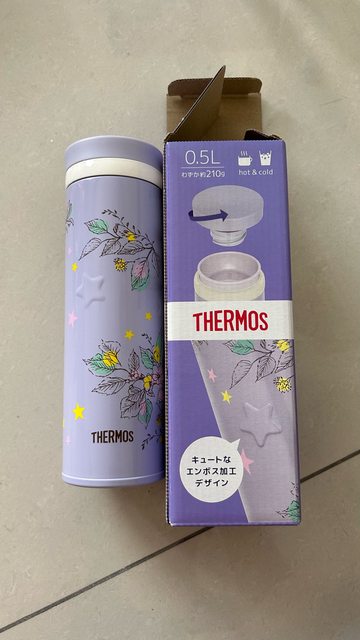 THERMOS
0.5L
わずか約210g
hot & cold
THERMOS
キュートな
エンボス加工
デザイン